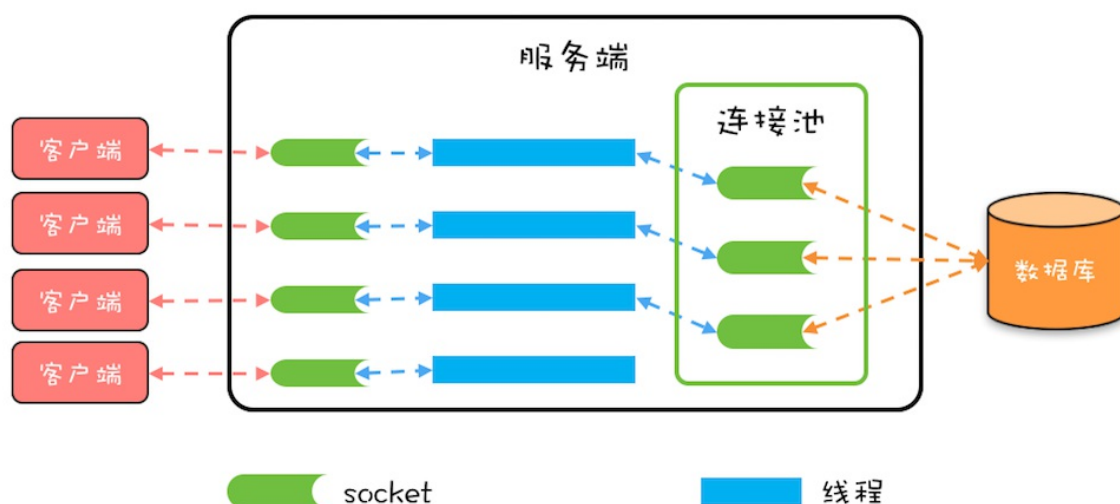 服务端
连接池
客户端
客户端
客户端
客户端
数据库
socket
线程